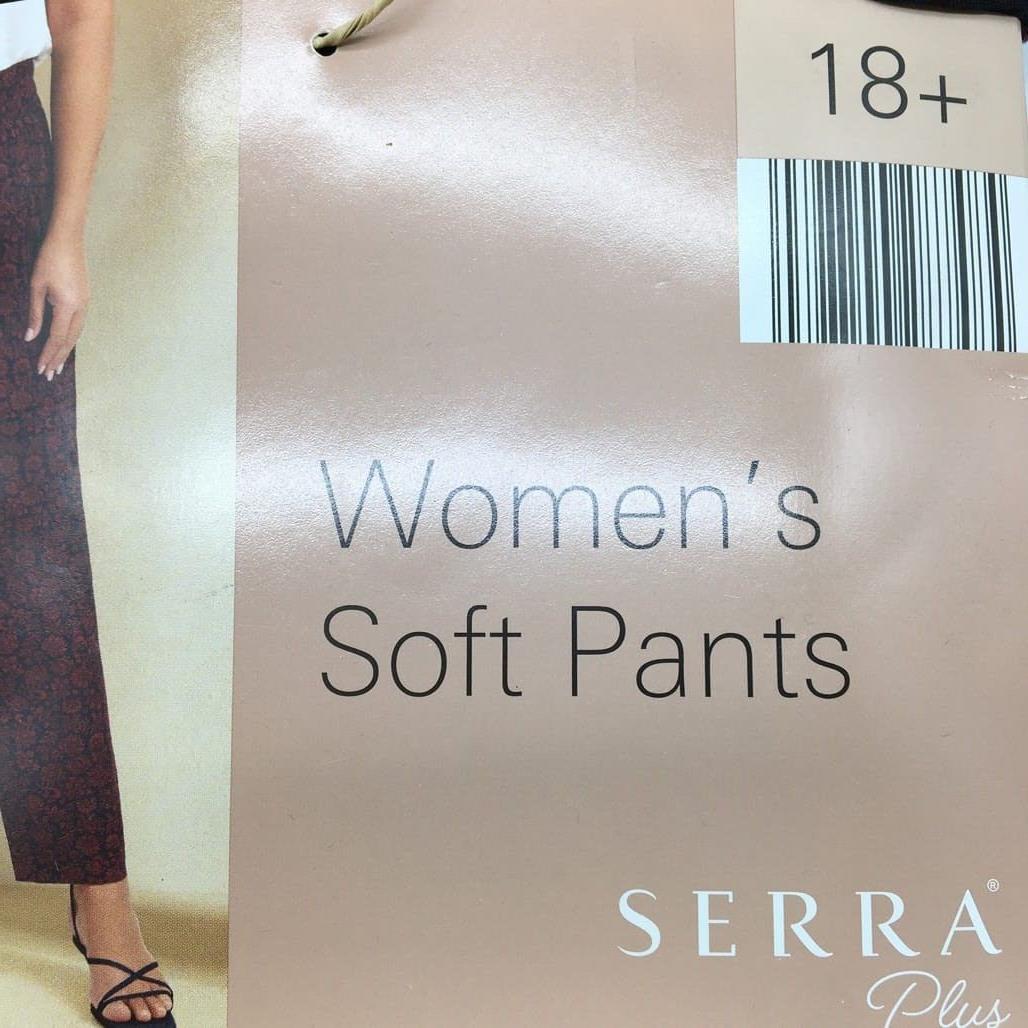 18+
Women's
Soft Pants
SERRA®
Plus